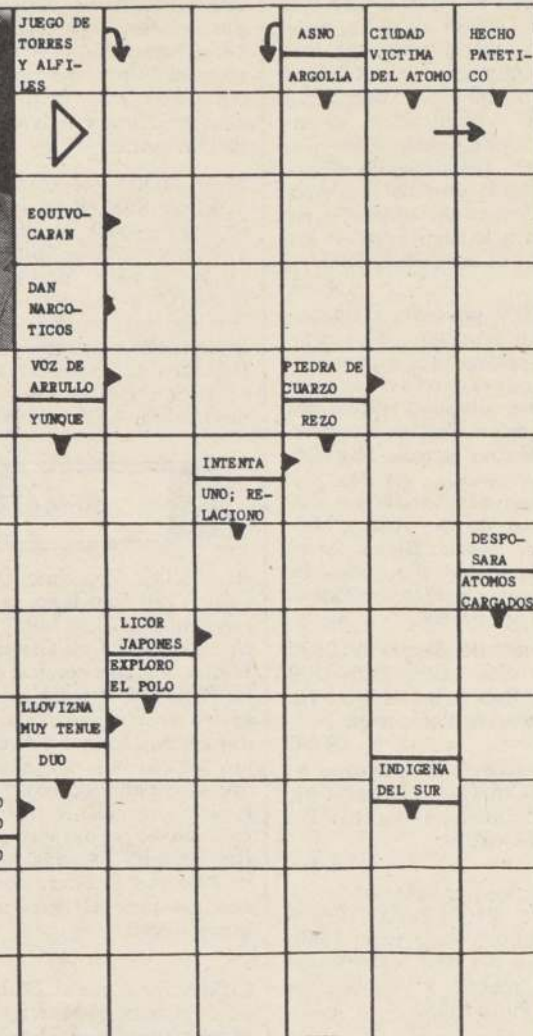 JUEGO DE
TORRES
Y ALFI-
LES
ASNO
ARGOLLA
CIUDAD
VICTIMA
DEL ATOMO
HECHO
PATETI-
CO
EQUIVO-
CARAN
DAN
NARCO-
TICOS
VOZ DE
ARRULLO
YUNQUE
PIEDRA DE
CUARZO
REZO
INTENTA
UNO; RE-
LACIONO
DESPO-
SARA
ATOMOS
CARGADOS
LICOR
JAPONES
EXPLORO
EL POLO
LLOVIZNA
MUY TENUE
DUO
INDIGENA
DEL SUR